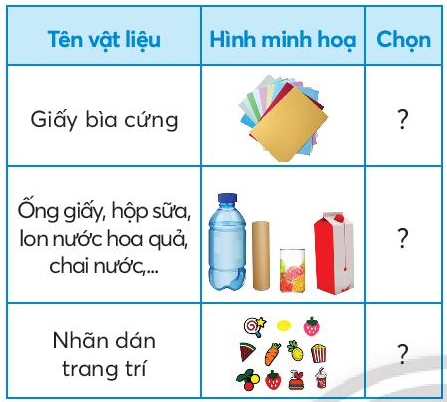 Tên vật liệu
Hình minh hoạ
Chọn
Giấy bìa cứng
?
Ống giấy, hộp sữa,
lon nước hoa quả,
chai nước,...
?
Nhãn dán
trang trí
?